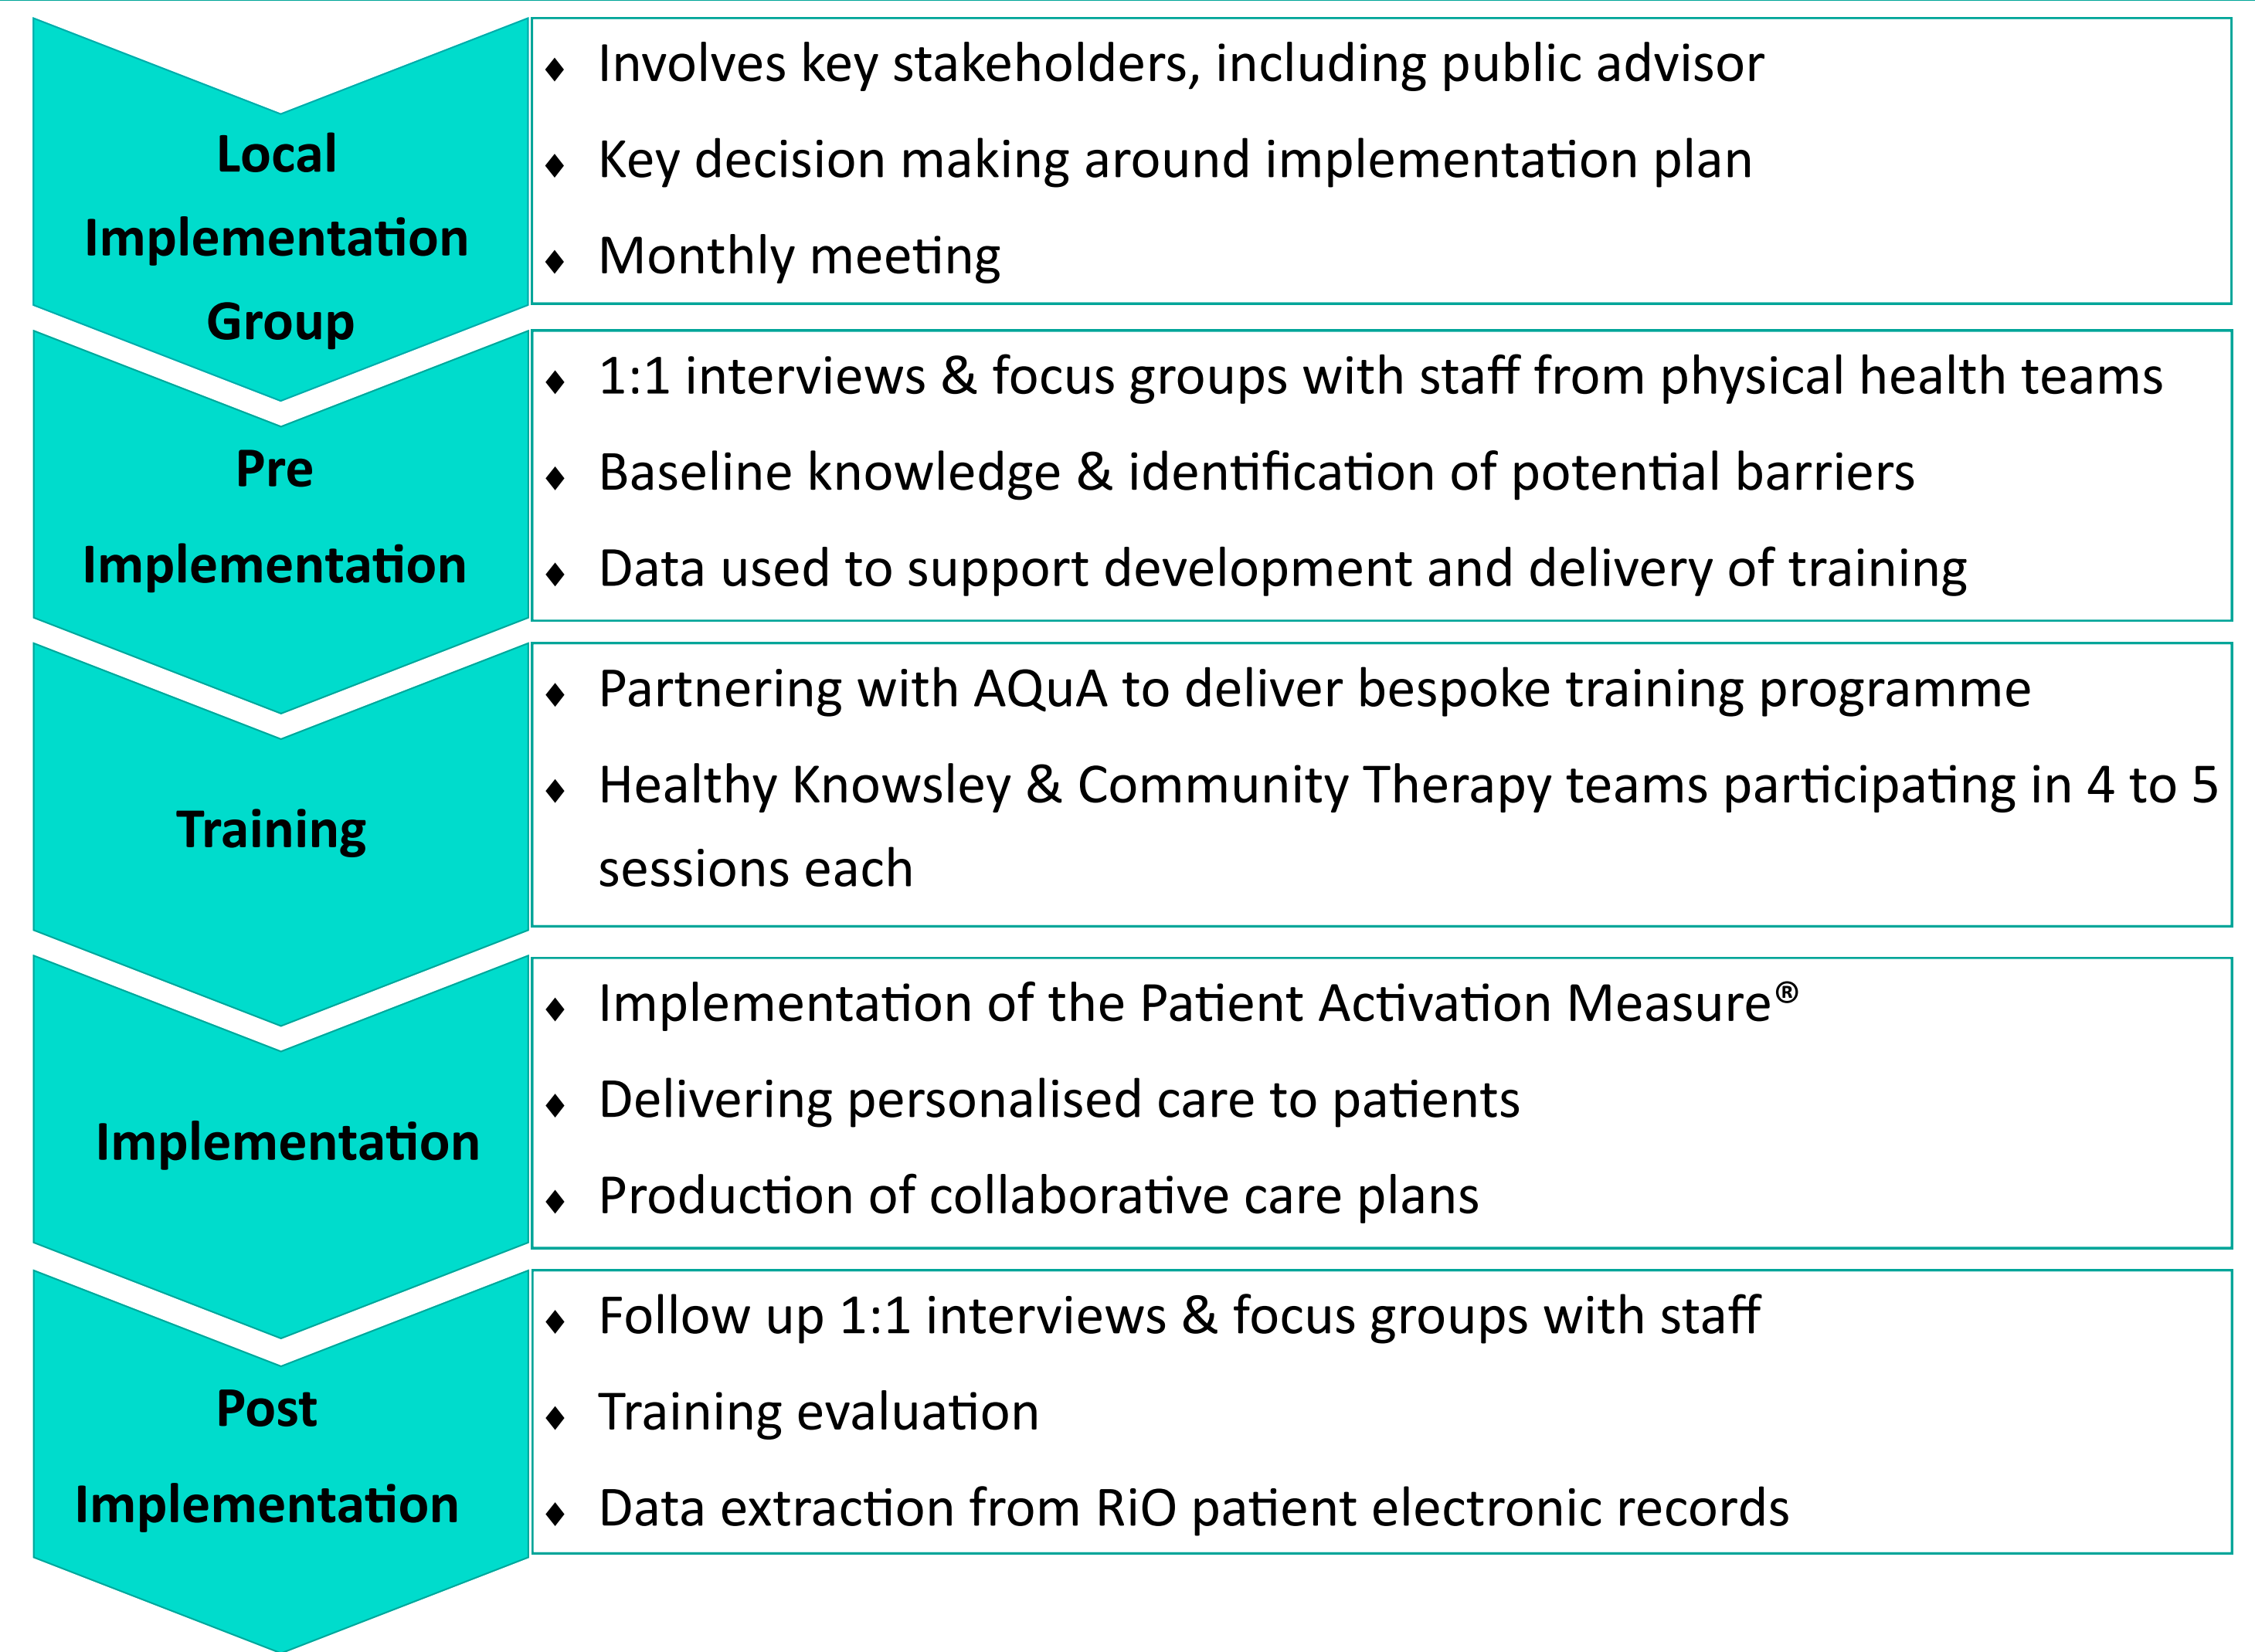 Local
Implementation
Group
♦ Involves key stakeholders, including public advisor
♦ Key decision making around implementation plan
♦ Monthly meeting
Pre
Implementation
♦ 1:1 interviews & focus groups with staff from physical health teams
♦ Baseline knowledge & identification of potential barriers
♦ Data used to support development and delivery of training
Training
♦ Partnering with AQuA to deliver bespoke training programme
♦ Healthy Knowsley & Community Therapy teams participating in 4 to 5
sessions each
Implementation
♦ Implementation of the Patient Activation Measure®
♦ Delivering personalised care to patients
♦ Production of collaborative care plans
Post
Implementation
♦ Follow up 1:1 interviews & focus groups with staff
♦ Training evaluation
♦ Data extraction from RiO patient electronic records